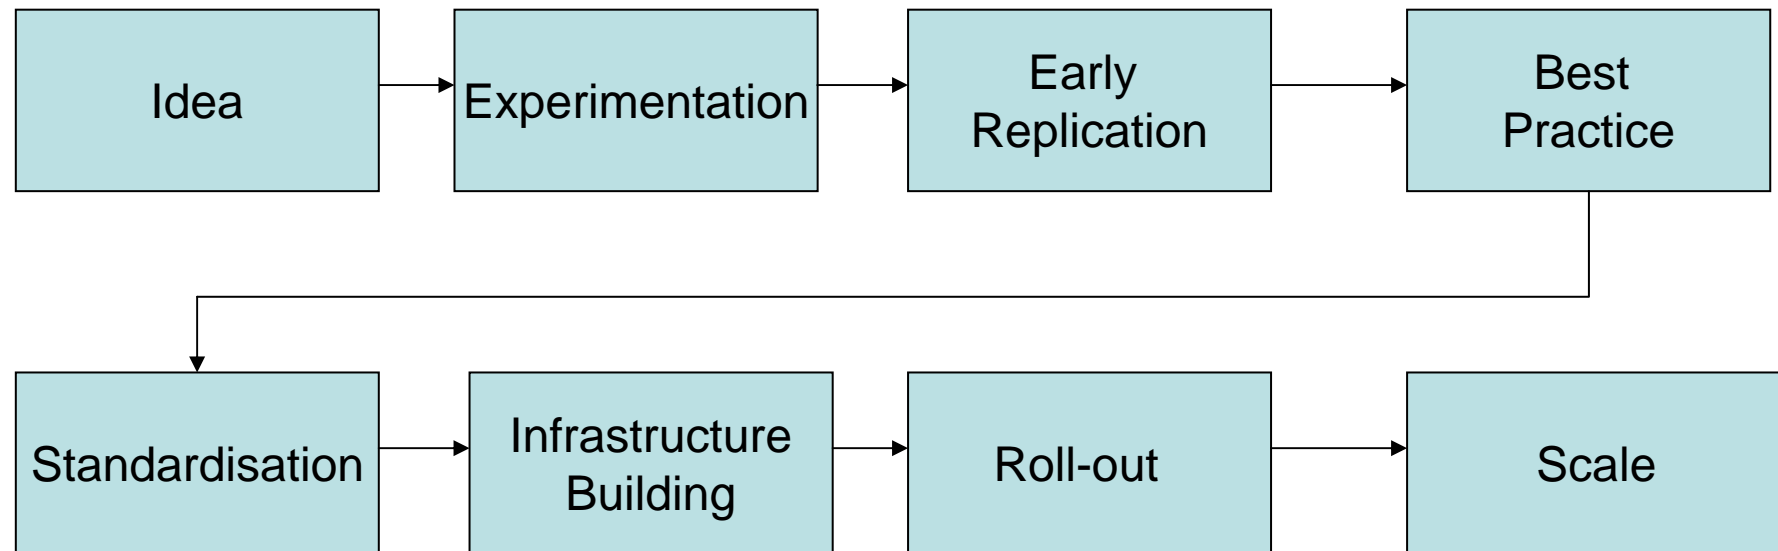 Idea
Experimentation
Early
Replication
Best
Practice
Standardisation
Infrastructure
Building
Roll-out
Scale